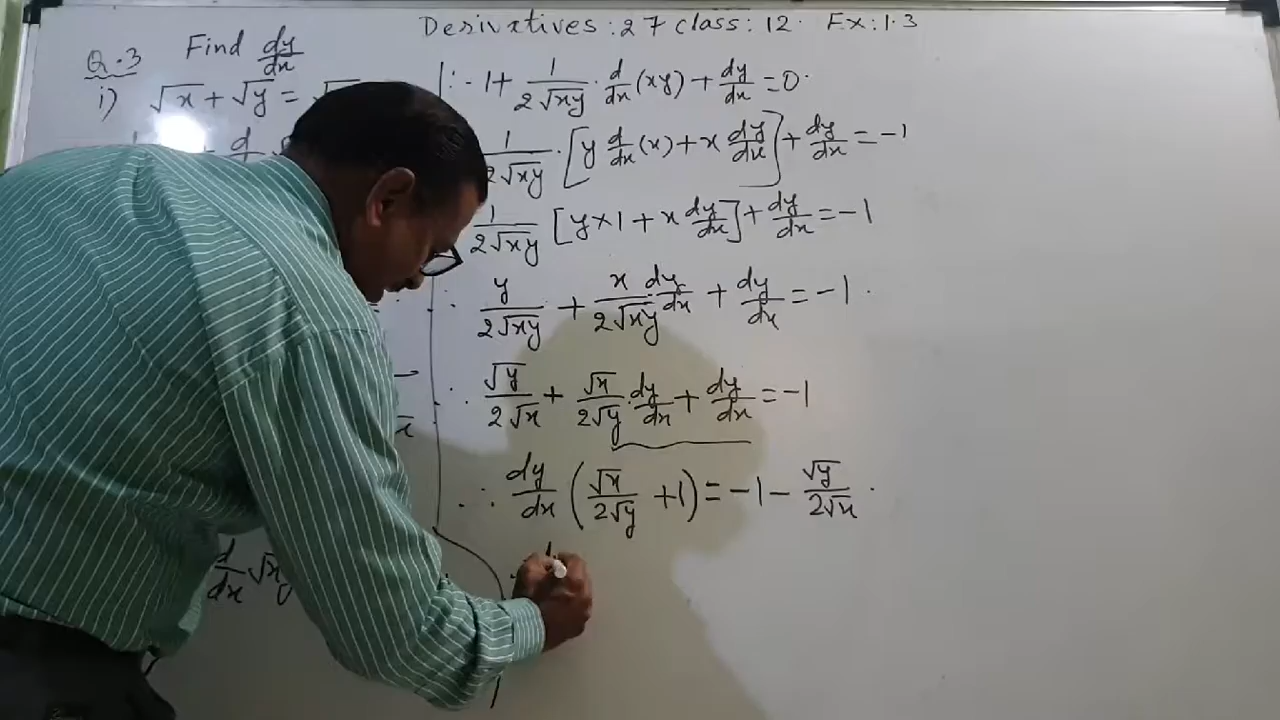 Derivatives : 27 class : 12. Ex : 1.3
Q.3 Find dy/dx
i) √x + √y = √
d/dx
d/dx √xy
∴ 1 + 1/(2√xy) · d/dx (xy) + dy/dx = 0.
1/(2√xy) · [y d/dx (x) + x dy/dx] + dy/dx = -1
1/(2√xy) [y × 1 + x dy/dx] + dy/dx = -1
∴ y/(2√xy) + x/(2√xy) dy/dx + dy/dx = -1.
∴ √y/(2√x) + √x/(2√y) · dy/dx + dy/dx = -1
∴ dy/dx (√x/(2√y) + 1) = -1 - √y/(2√x).